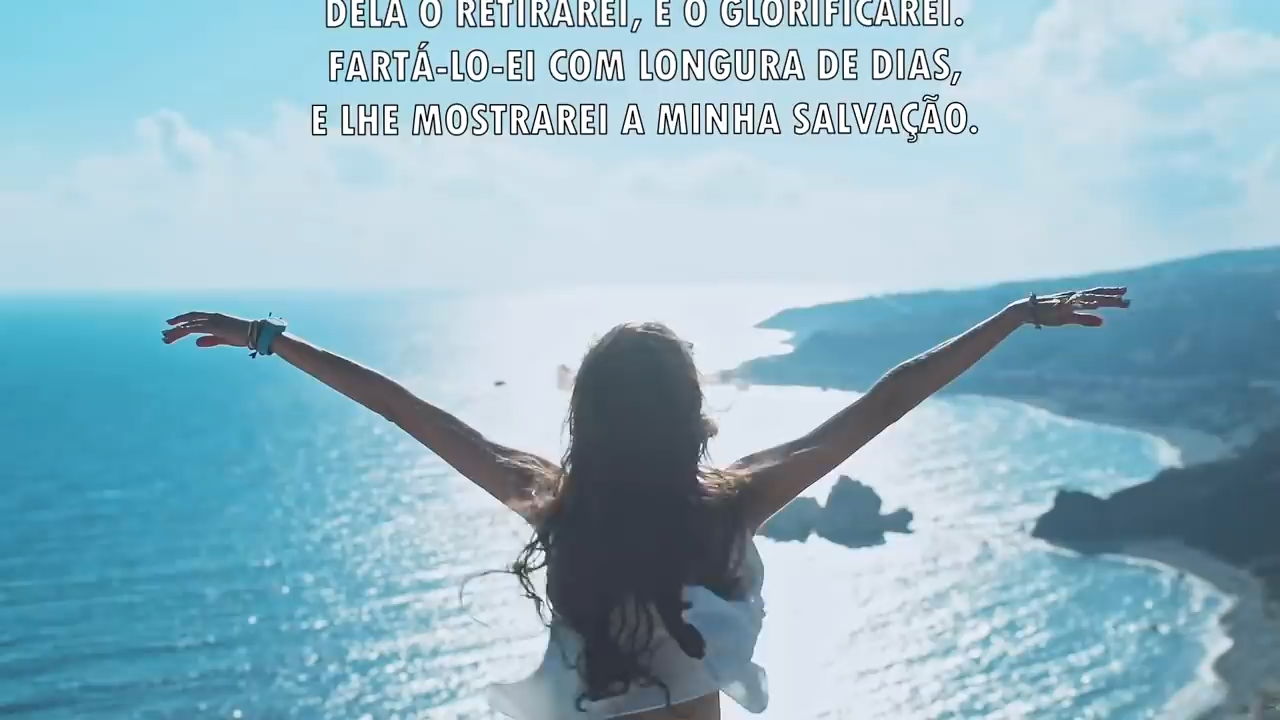 DELA O RETIRAREI, E O GLORIFICAREI.
FARTÁ-LO-EI COM LONGURA DE DIAS,
E LHE MOSTRAREI A MINHA SALVAÇÃO.